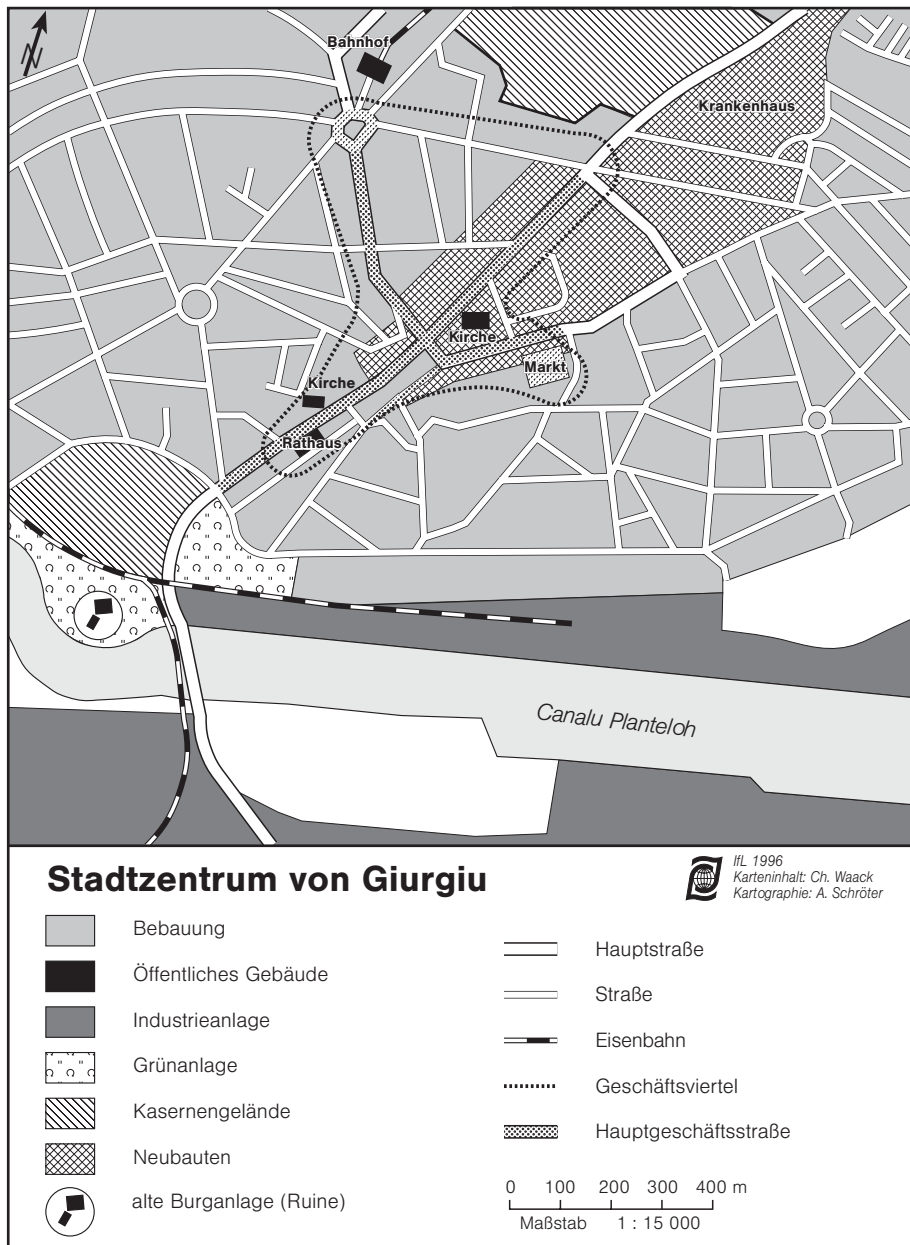 N
Bahnhof
Krankenhaus
Kirche
Markt
Kirche
Rathaus
Canalu Planteloh
Stadtzentrum von Giurgiu
IfL 1996
Karteninhalt: Ch. Waack
Kartographie: A. Schröter
Bebauung
Öffentliches Gebäude
Industrieanlage
Grünanlage
Kasernengelände
Neubauten
alte Burganlage (Ruine)
Hauptstraße
Straße
Eisenbahn
Geschäftsviertel
Hauptgeschäftsstraße
0 100 200 300 400 m
Maßstab 1 : 15 000